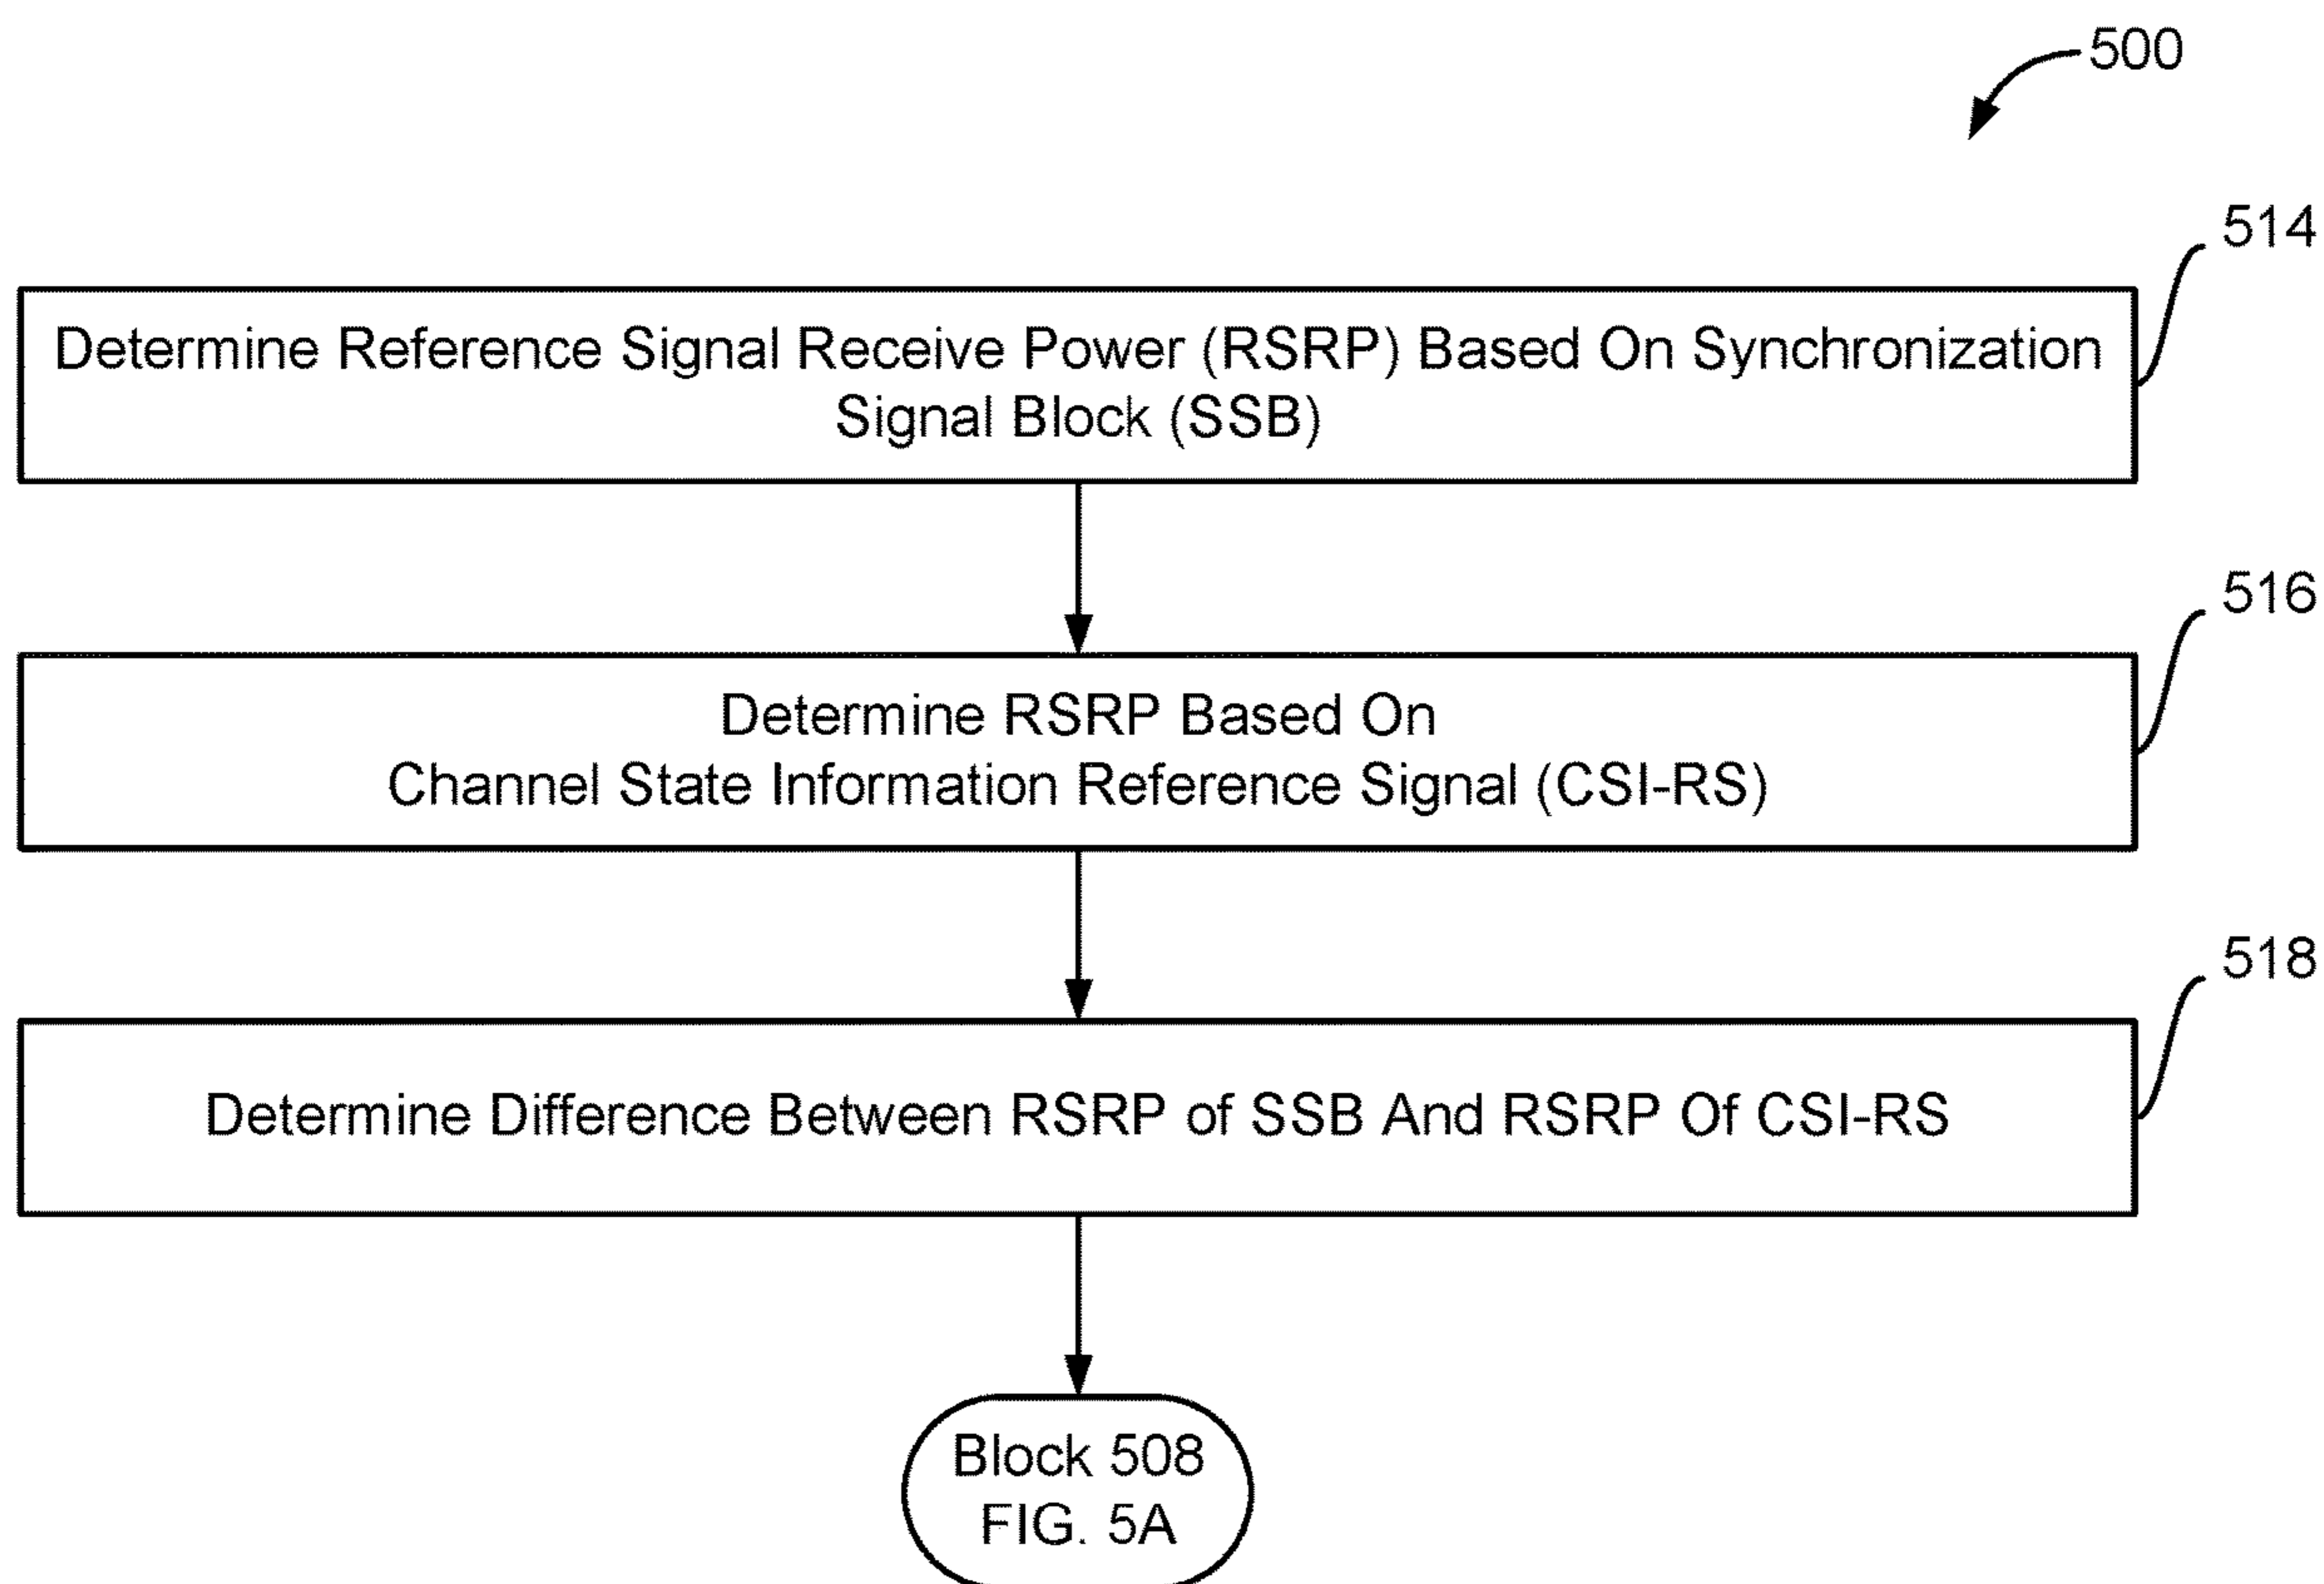 500
514
Determine Reference Signal Receive Power (RSRP) Based On Synchronization
Signal Block (SSB)
516
Determine RSRP Based On
Channel State Information Reference Signal (CSI-RS)
518
Determine Difference Between RSRP of SSB And RSRP Of CSI-RS
Block 508
FIG. 5A